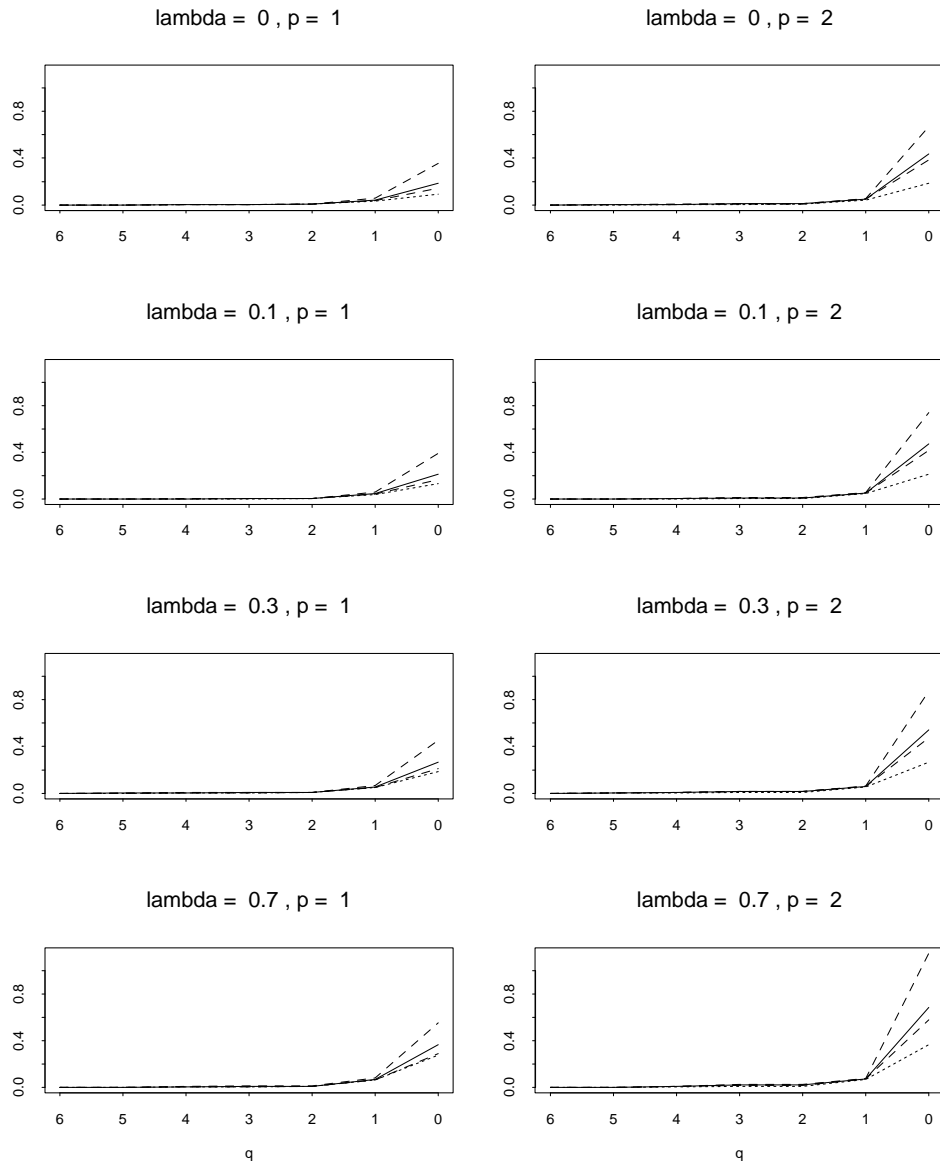 lambda = 0 , p = 1
0.0 0.4 0.8
6 5 4 3 2 1 0
lambda = 0 , p = 2
0.0 0.4 0.8
6 5 4 3 2 1 0
lambda = 0.1 , p = 1
0.0 0.4 0.8
6 5 4 3 2 1 0
lambda = 0.1 , p = 2
0.0 0.4 0.8
6 5 4 3 2 1 0
lambda = 0.3 , p = 1
0.0 0.4 0.8
6 5 4 3 2 1 0
lambda = 0.3 , p = 2
0.0 0.4 0.8
6 5 4 3 2 1 0
lambda = 0.7 , p = 1
0.0 0.4 0.8
6 5 4 3 2 1 0
q
lambda = 0.7 , p = 2
0.0 0.4 0.8
6 5 4 3 2 1 0
q